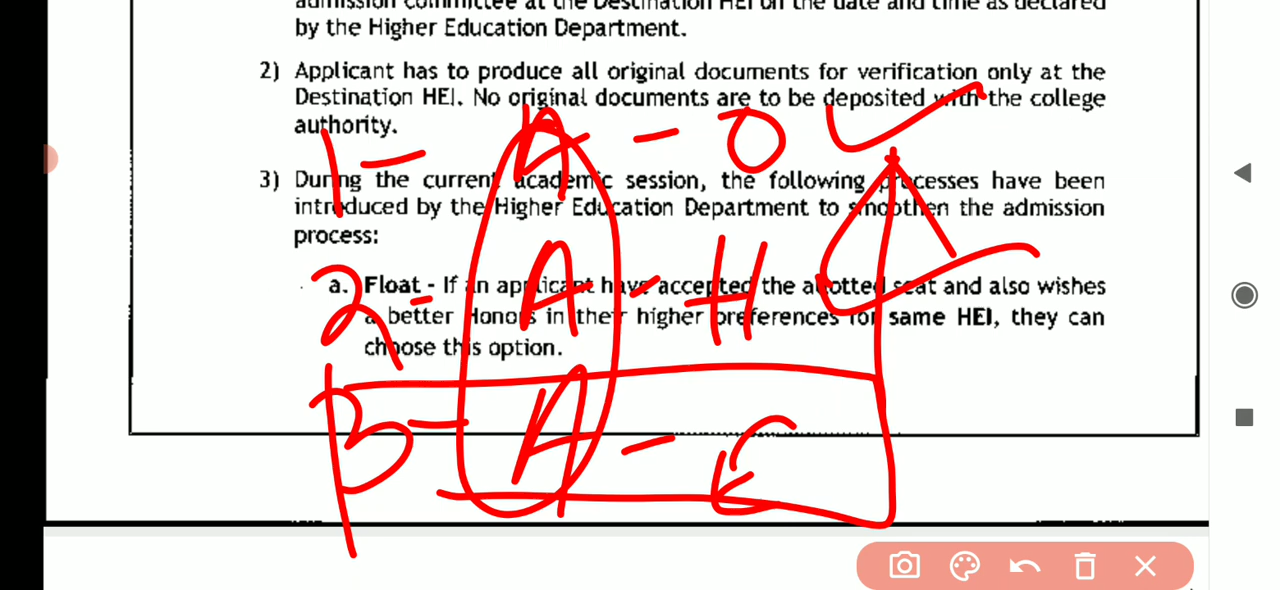 admission committee at the Destination HEI on the date and time as declared
by the Higher Education Department.
2) Applicant has to produce all original documents for verification only at the
Destination HEI. No original documents are to be deposited with the college
authority.
1 - A - O
3) During the current academic session, the following processes have been
introduced by the Higher Education Department to smoothen the admission
process:
2 - A - H
a. Float - If an applicant have accepted the allotted seat and also wishes
a better Honors in their higher preferences for same HEI, they can
choose this option.
3 - A -